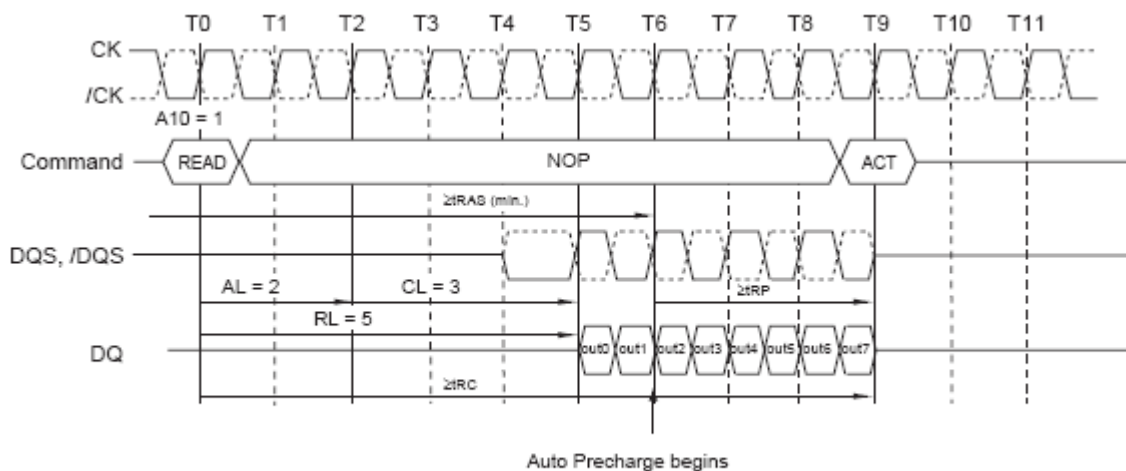 T0 T1 T2 T3 T4 T5 T6 T7 T8 T9 T10 T11
CK
/CK
A10 = 1
Command READ NOP ACT
≥tRAS (min.)
DQS, /DQS
≥tRP
AL = 2 CL = 3
RL = 5
DQ out0 out1 out2 out3 out4 out5 out6 out7
≥tRC
Auto Precharge begins